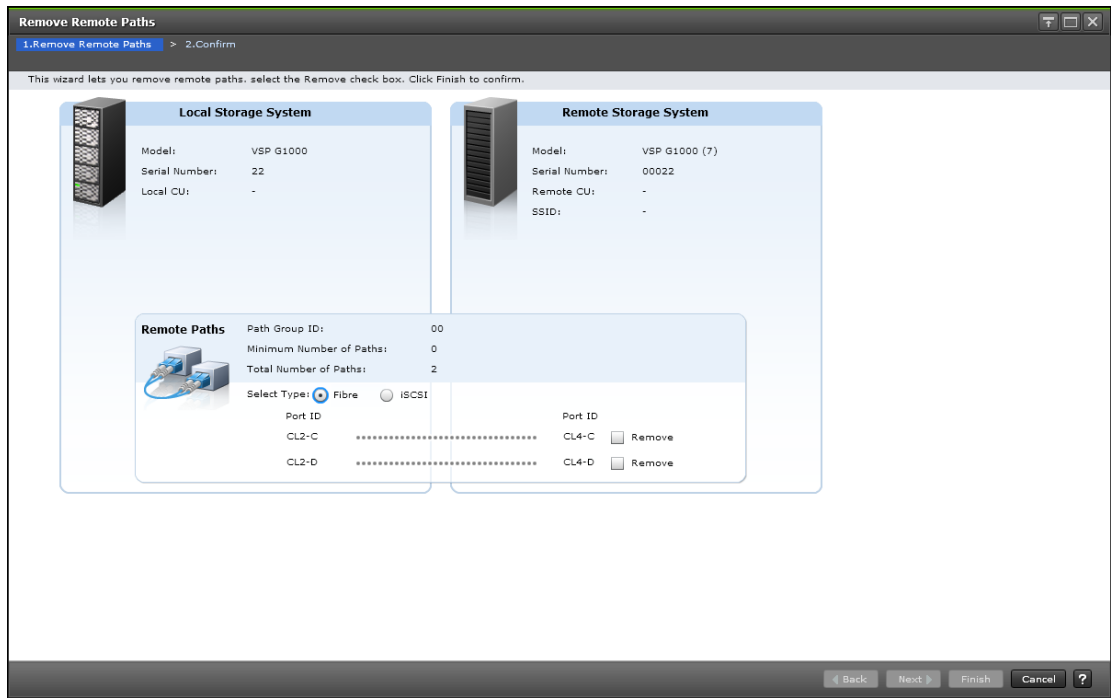 Remove Remote Paths
1.Remove Remote Paths > 2.Confirm
This wizard lets you remove remote paths. select the Remove check box. Click Finish to confirm.
Local Storage System
Model: VSP G1000
Serial Number: 22
Local CU: -
Remote Storage System
Model: VSP G1000 (7)
Serial Number: 00022
Remote CU: -
SSID: -
Remote Paths
Path Group ID: 00
Minimum Number of Paths: 0
Total Number of Paths: 2
Select Type: Fibre iSCSI
Port ID Port ID
CL2-C CL4-C Remove
CL2-D CL4-D Remove
Back Next Finish Cancel ?